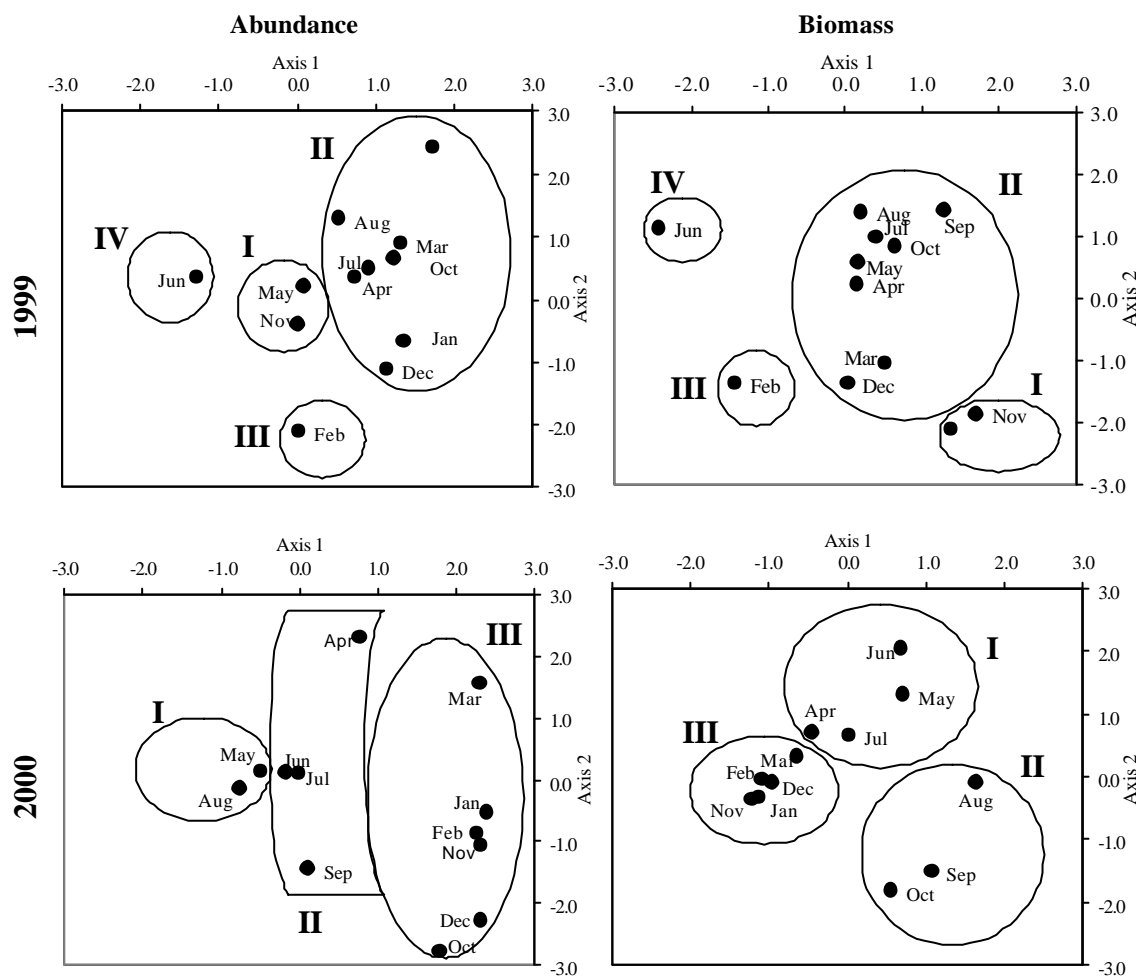 Abundance
Biomass
Axis 1
-3.0 -2.0 -1.0 0.0 1.0 2.0 3.0
3.0
2.0
1.0
0.0
-1.0
-2.0
-3.0
Axis 2
1999
II
Aug
Mar
Oct
Jul
Apr
Jan
Dec
IV
Jun
I
May
Nov
III
Feb
Axis 1
-3.0 -2.0 -1.0 0.0 1.0 2.0 3.0
3.0
2.0
1.0
0.0
-1.0
-2.0
-3.0
Axis 2
IV
Jun
II
Aug
Sep
Jul
Oct
May
Apr
Mar
Dec
III
Feb
I
Nov
Axis 1
-3.0 -2.0 -1.0 0.0 1.0 2.0 3.0
3.0
2.0
1.0
0.0
-1.0
-2.0
-3.0
Axis 2
2000
Apr
III
Mar
I
May
Jun
Jul
Aug
Jan
Feb
Nov
Sep
II
Dec
Oct
Axis 1
-3.0 -2.0 -1.0 0.0 1.0 2.0 3.0
3.0
2.0
1.0
0.0
-1.0
-2.0
-3.0
Axis 2
Jun
I
May
Apr
Jul
III
Mar
Feb
Dec
Nov
Jan
II
Aug
Sep
Oct